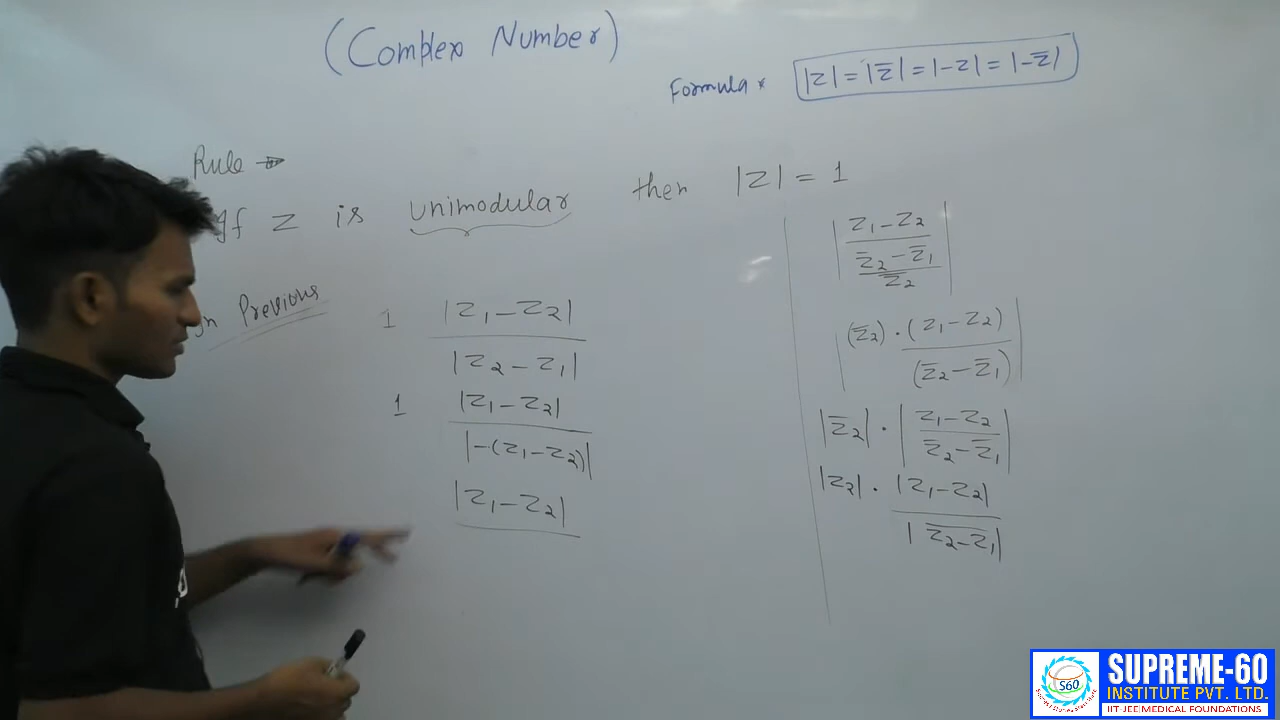 (Complex Number)
Formula * |z| = |z̅| = |-z| = |-z̅|
Rule →
If z is unimodular then |z| = 1
Previous
1 |z₁ - z₂|
|z₂ - z₁|
1 |z₁ - z₂|
|-(z₁ - z₂)|
|z₁ - z₂|
| z₁ - z₂
z̅₂ - z̅₁
z̅₂ |
| (z̅₂) · (z₁ - z₂)
(z̅₂ - z̅₁) |
|z̅₂| · | z₁ - z₂
z̅₂ - z̅₁ |
|z₂| · |z₁ - z₂|
| z̅₂̅ ̅-̅ ̅z̅₁ |
S60
SUPREME-60
INSTITUTE PVT. LTD.
IIT-JEE|MEDICAL FOUNDATIONS